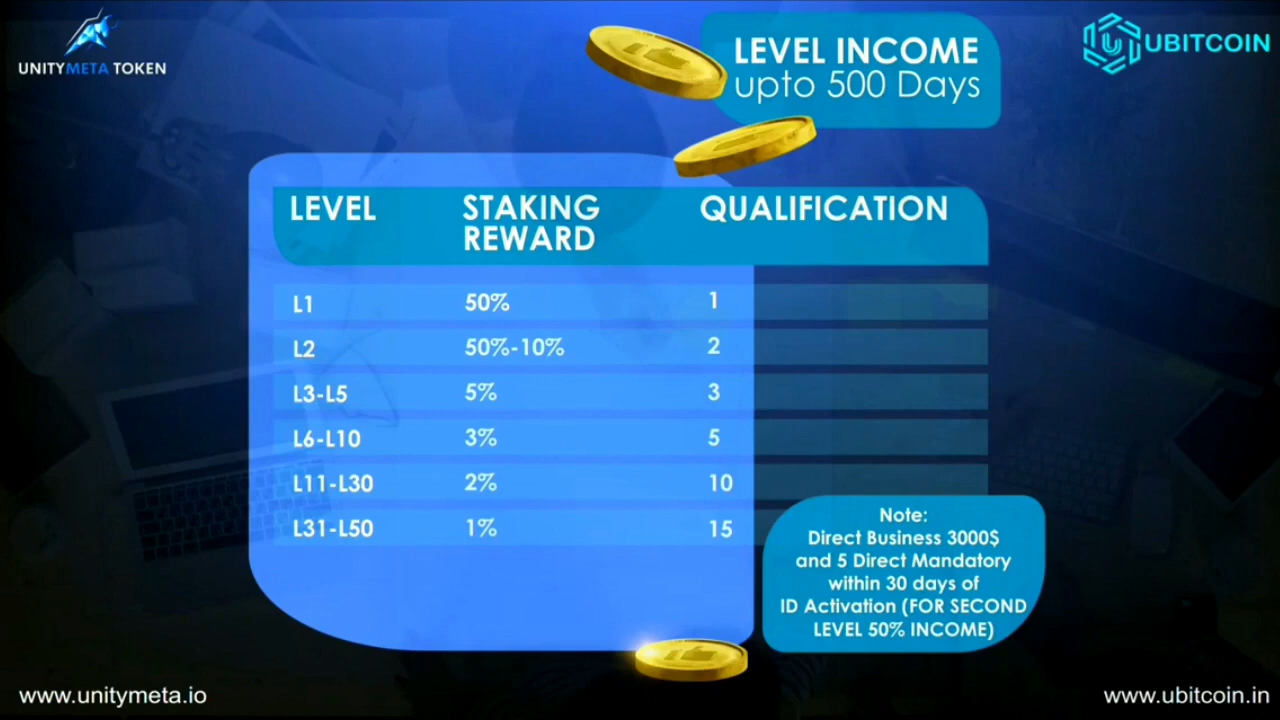 UNITYMETA TOKEN
LEVEL INCOME
upto 500 Days
UBITCOIN
LEVEL STAKING REWARD QUALIFICATION
L1 50% 1
L2 50%-10% 2
L3-L5 5% 3
L6-L10 3% 5
L11-L30 2% 10
L31-L50 1% 15
Note:
Direct Business 3000$
and 5 Direct Mandatory
within 30 days of
ID Activation (FOR SECOND
LEVEL 50% INCOME)
www.unitymeta.io
www.ubitcoin.in